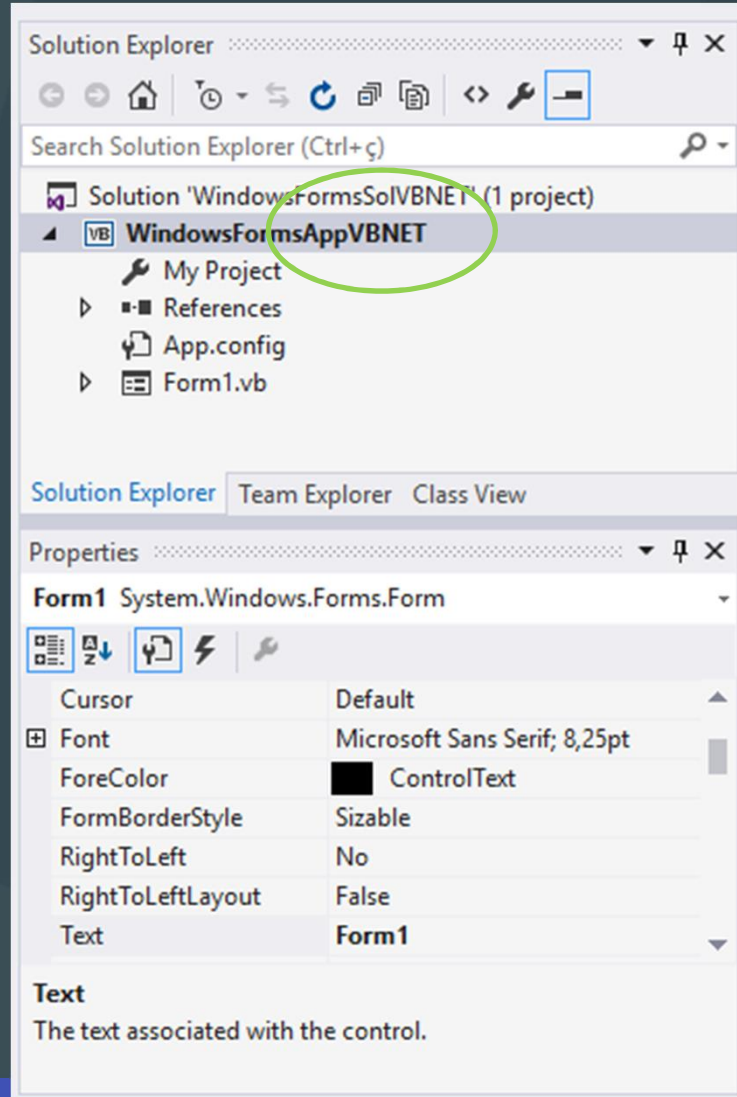 Solution Explorer
Search Solution Explorer (Ctrl+ç)
Solution 'WindowsFormsSolVBNET' (1 project)
VB WindowsFormsAppVBNET
My Project
References
App.config
Form1.vb
Solution Explorer Team Explorer Class View
Properties
Form1 System.Windows.Forms.Form
Cursor Default
Font Microsoft Sans Serif; 8,25pt
ForeColor ControlText
FormBorderStyle Sizable
RightToLeft No
RightToLeftLayout False
Text Form1
Text
The text associated with the control.